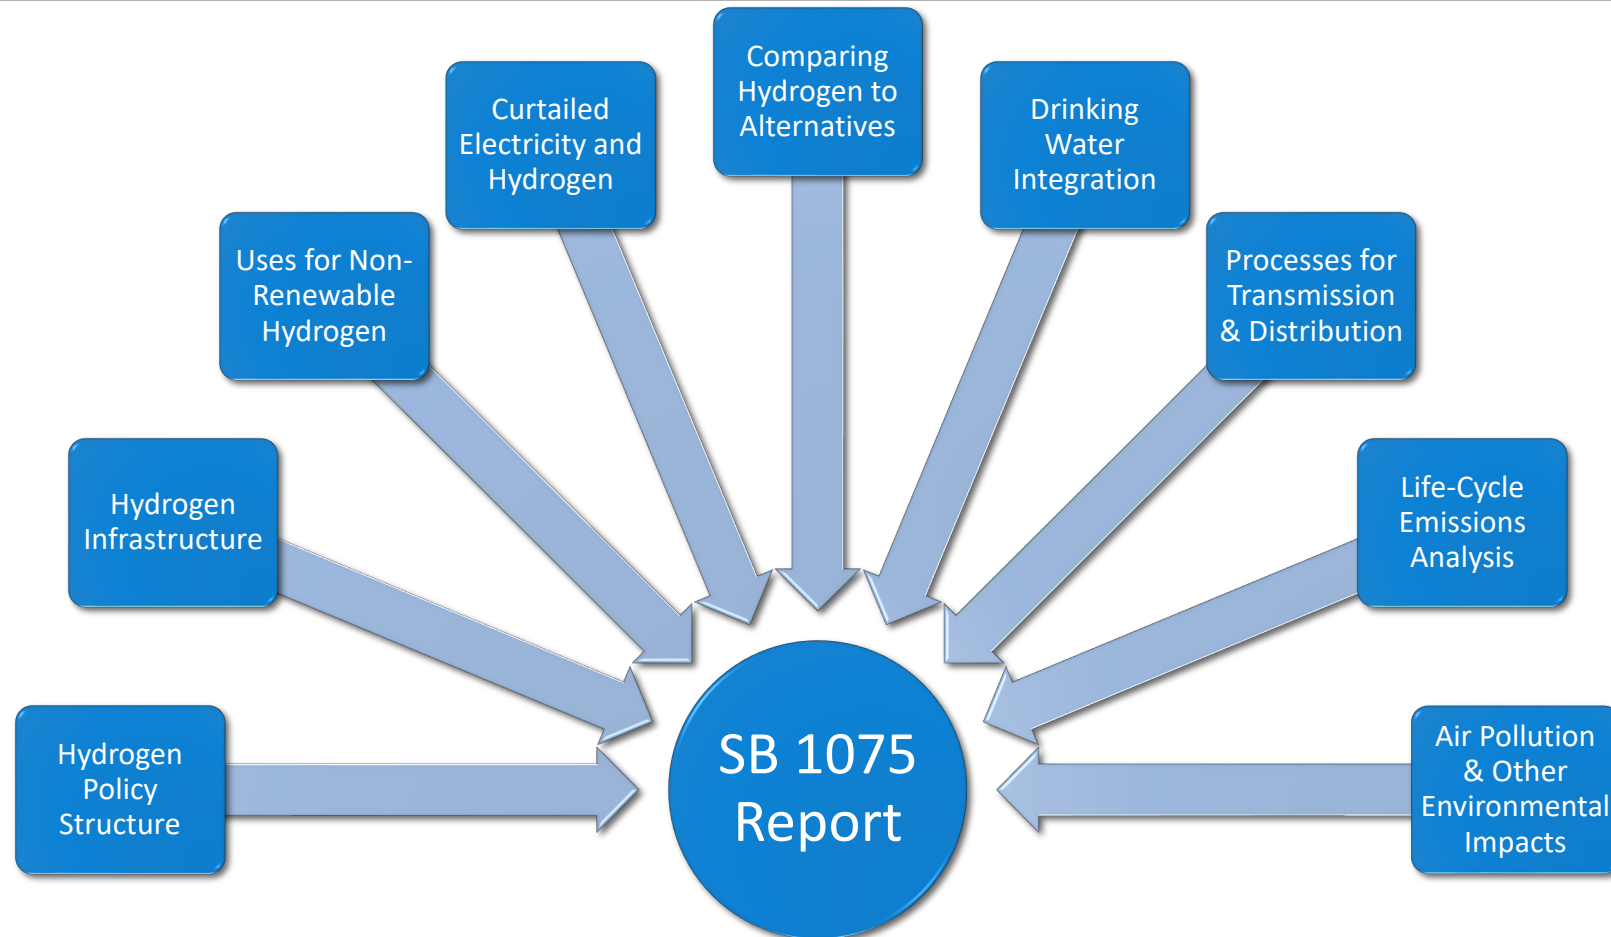 Comparing
Hydrogen to
Alternatives
Curtailed
Electricity and
Hydrogen
Drinking
Water
Integration
Uses for Non-
Renewable
Hydrogen
Processes for
Transmission
& Distribution
Hydrogen
Infrastructure
Life-Cycle
Emissions
Analysis
Hydrogen
Policy
Structure
SB 1075
Report
Air Pollution
& Other
Environmental
Impacts